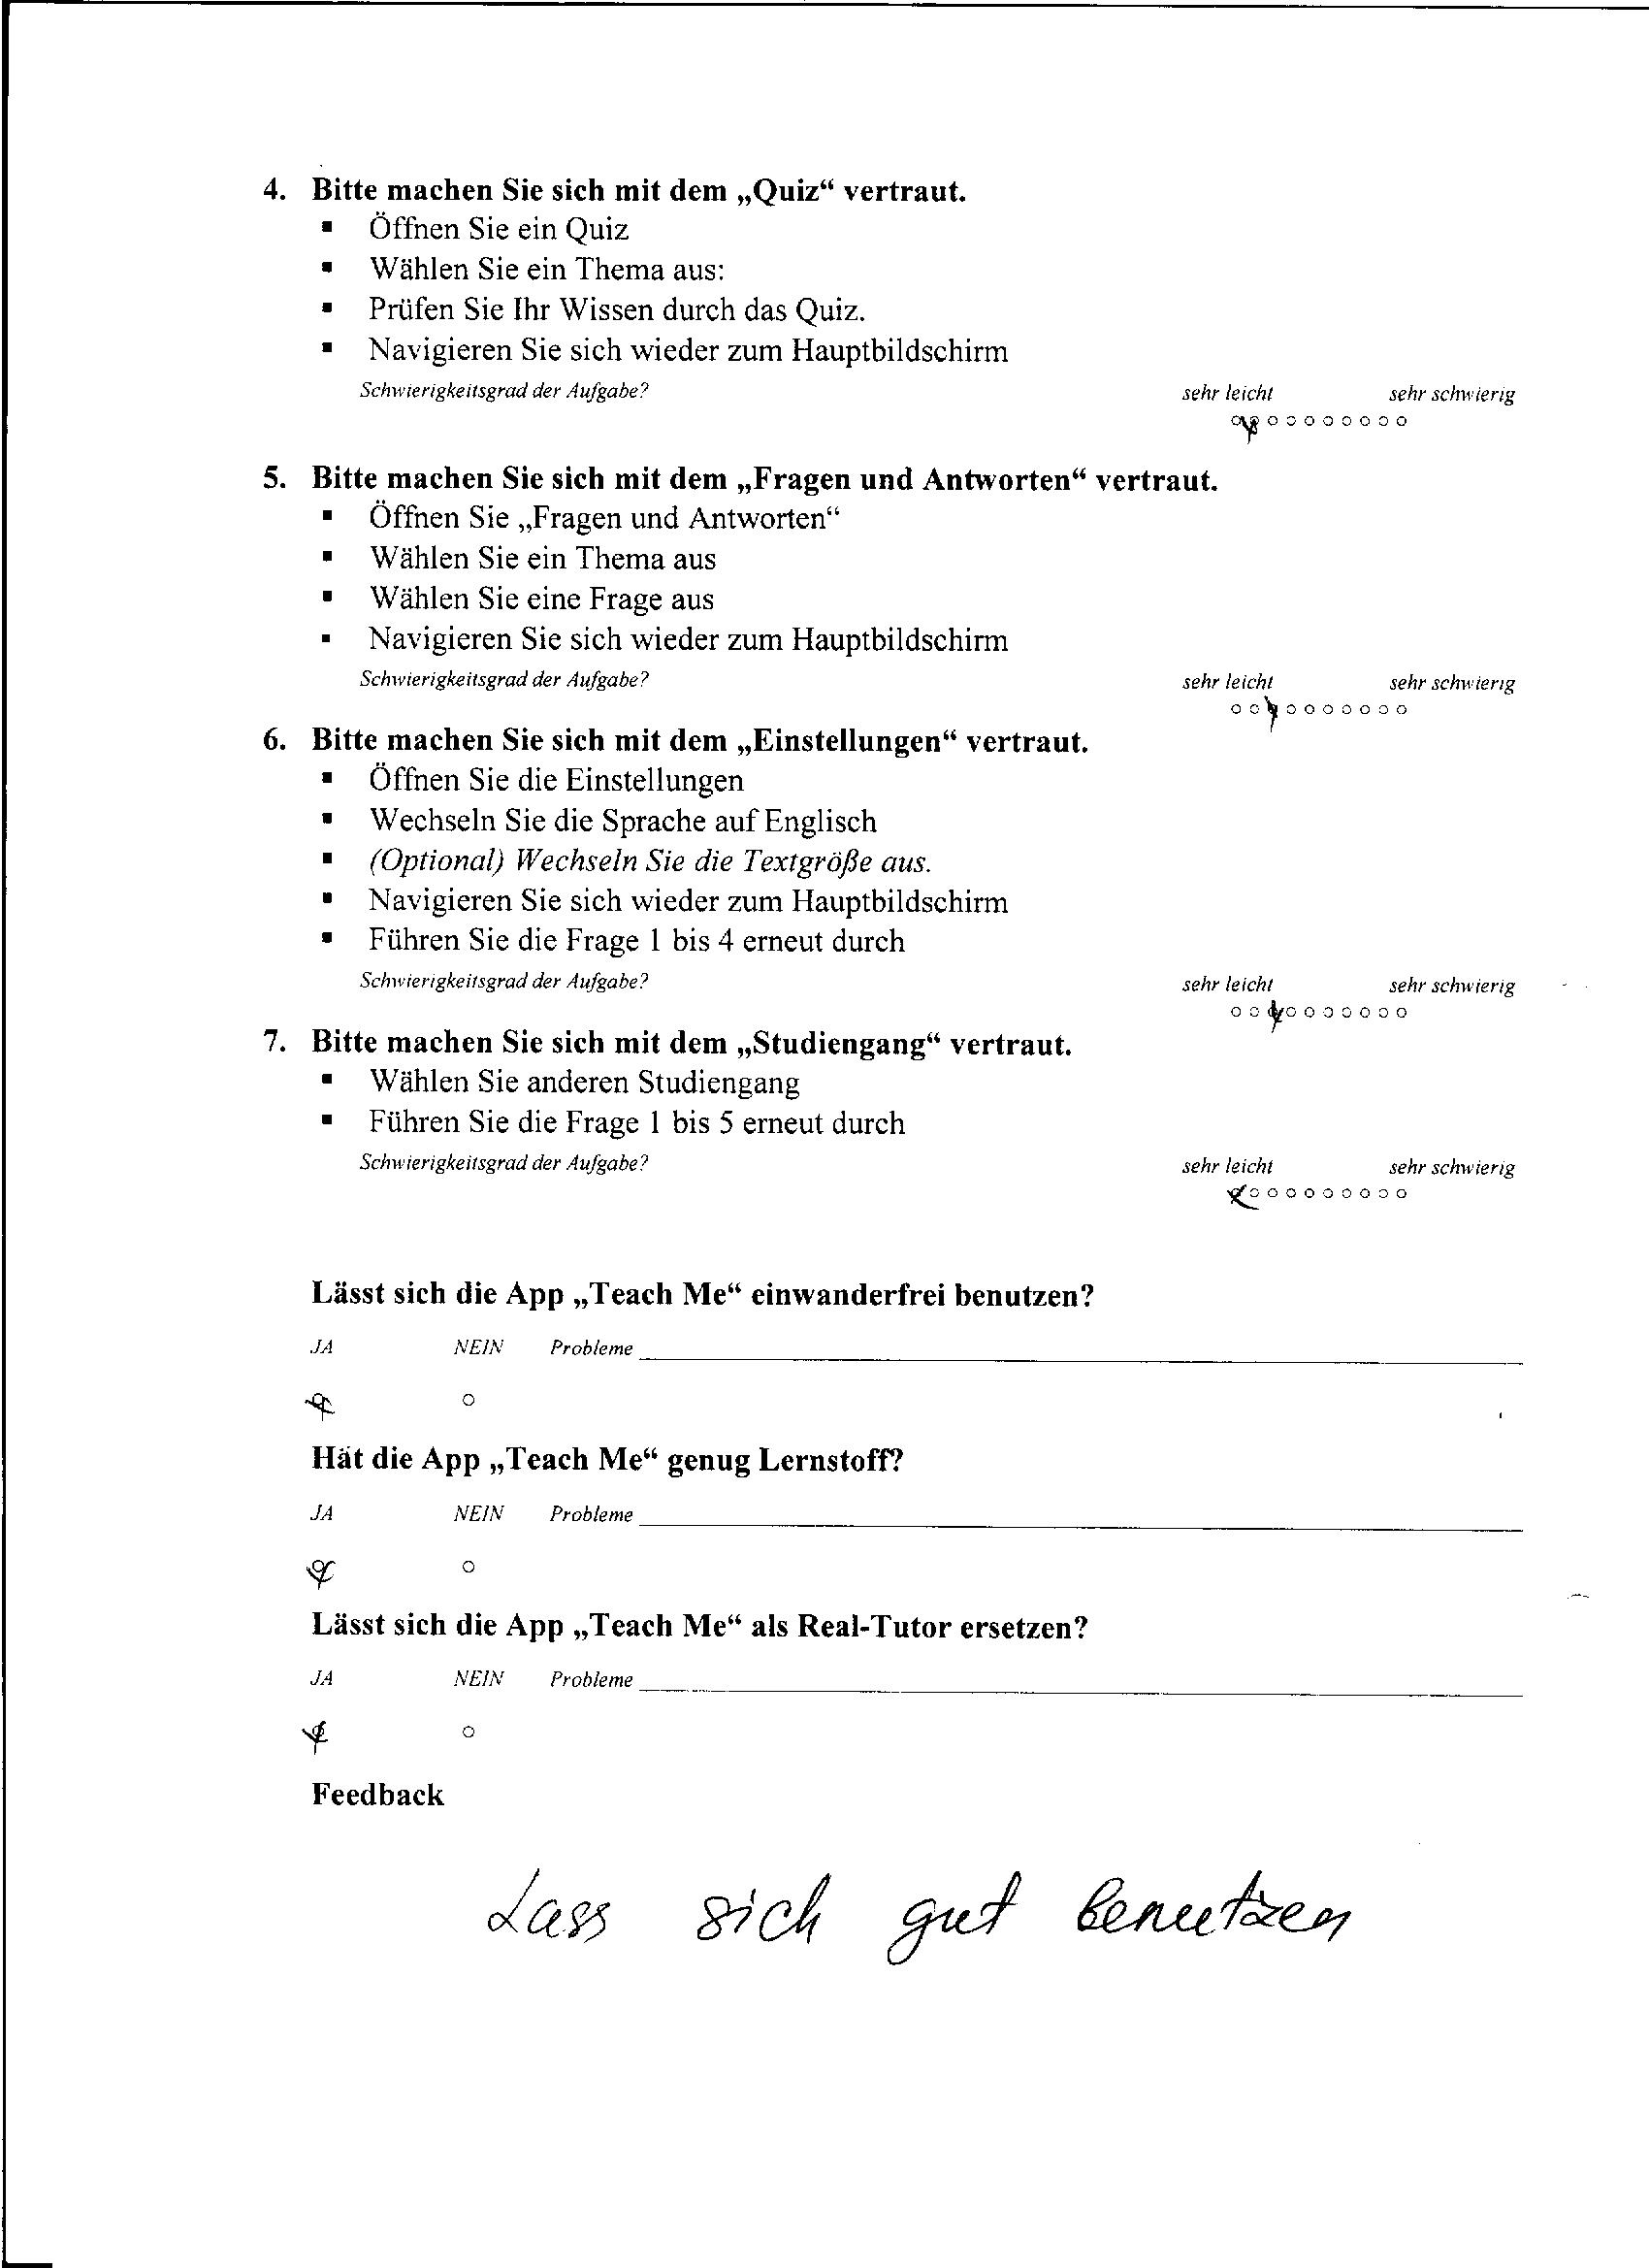 4. Bitte machen Sie sich mit dem „Quiz“ vertraut.
▪ Öffnen Sie ein Quiz
▪ Wählen Sie ein Thema aus:
▪ Prüfen Sie Ihr Wissen durch das Quiz.
▪ Navigieren Sie sich wieder zum Hauptbildschirm
Schwierigkeitsgrad der Aufgabe? sehr leicht sehr schwierig
5. Bitte machen Sie sich mit dem „Fragen und Antworten“ vertraut.
▪ Öffnen Sie „Fragen und Antworten“
▪ Wählen Sie ein Thema aus
▪ Wählen Sie eine Frage aus
▪ Navigieren Sie sich wieder zum Hauptbildschirm
Schwierigkeitsgrad der Aufgabe? sehr leicht sehr schwierig
6. Bitte machen Sie sich mit dem „Einstellungen“ vertraut.
▪ Öffnen Sie die Einstellungen
▪ Wechseln Sie die Sprache auf Englisch
▪ (Optional) Wechseln Sie die Textgröße aus.
▪ Navigieren Sie sich wieder zum Hauptbildschirm
▪ Führen Sie die Frage 1 bis 4 erneut durch
Schwierigkeitsgrad der Aufgabe? sehr leicht sehr schwierig
7. Bitte machen Sie sich mit dem „Studiengang“ vertraut.
▪ Wählen Sie anderen Studiengang
▪ Führen Sie die Frage 1 bis 5 erneut durch
Schwierigkeitsgrad der Aufgabe? sehr leicht sehr schwierig
Lässt sich die App „Teach Me“ einwanderfrei benutzen?
JA NEIN Probleme
Hat die App „Teach Me“ genug Lernstoff?
JA NEIN Probleme
Lässt sich die App „Teach Me“ als Real-Tutor ersetzen?
JA NEIN Probleme
Feedback
Lass sich gut benutzen